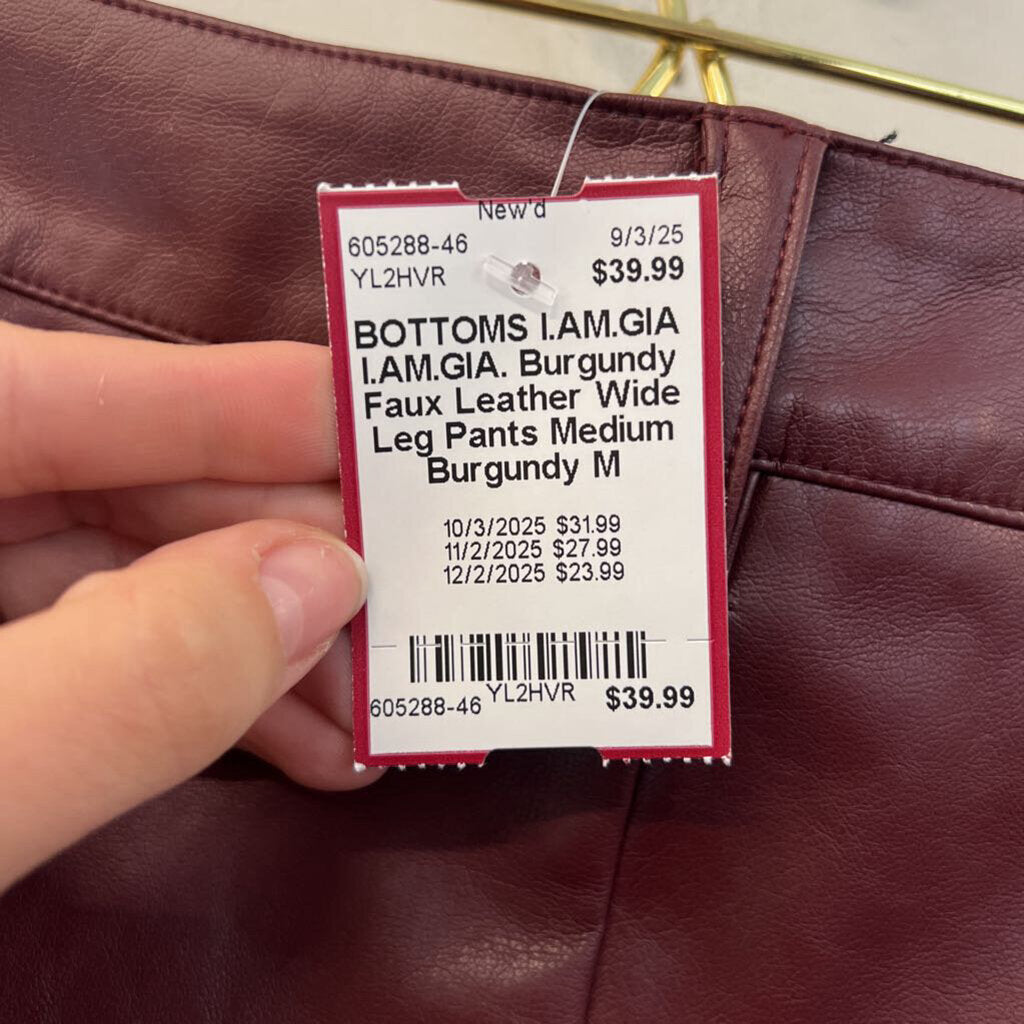 New'd
605288-46 9/3/25
YL2HVR $39.99
BOTTOMS I.AM.GIA
I.AM.GIA. Burgundy
Faux Leather Wide
Leg Pants Medium
Burgundy M
10/3/2025 $31.99
11/2/2025 $27.99
12/2/2025 $23.99
605288-46 YL2HVR $39.99